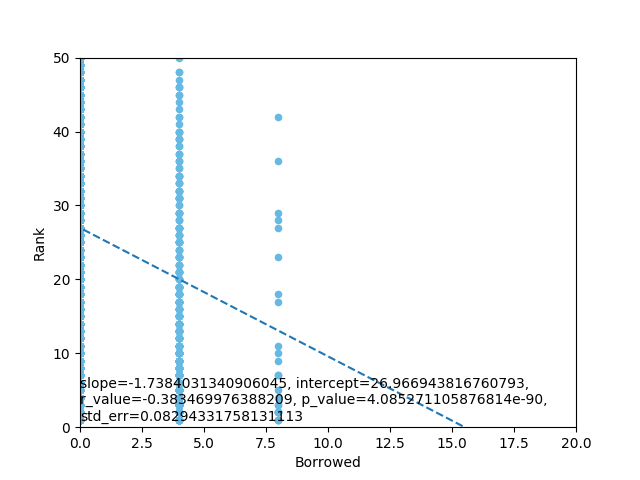 50
40
30
20
10
0
Rank
slope=-1.7384031340906045, intercept=26.966943816760793,
r_value=-0.383469976388209, p_value=4.085271105876814e-90,
std_err=0.08294331758131113
0.0 2.5 5.0 7.5 10.0 12.5 15.0 17.5 20.0
Borrowed